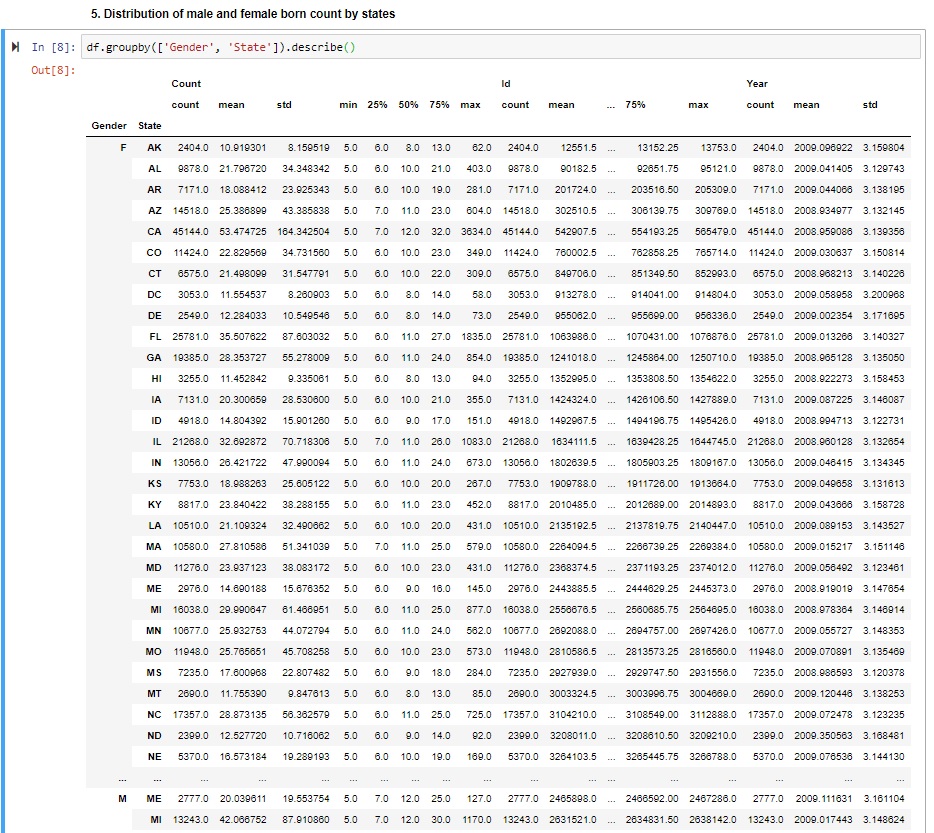 5. Distribution of male and female born count by states
In [8]: df.groupby(['Gender', 'State']).describe()
Out[8]:
Count Id Year
count mean std min 25% 50% 75% max count mean ... 75% max count mean std
Gender State
F AK 2404.0 10.919301 8.159519 5.0 6.0 8.0 13.0 62.0 2404.0 12551.5 ... 13152.25 13753.0 2404.0 2009.096922 3.159804
AL 9878.0 21.796720 34.348342 5.0 6.0 10.0 21.0 403.0 9878.0 90182.5 ... 92651.75 95121.0 9878.0 2009.041405 3.129743
AR 7171.0 18.088412 23.925343 5.0 6.0 10.0 19.0 281.0 7171.0 201724.0 ... 203516.50 205309.0 7171.0 2009.044066 3.138195
AZ 14518.0 25.386899 43.385838 5.0 7.0 11.0 23.0 604.0 14518.0 302510.5 ... 306139.75 309769.0 14518.0 2008.934977 3.132145
CA 45144.0 53.474725 164.342504 5.0 7.0 12.0 32.0 3634.0 45144.0 542907.5 ... 554193.25 565479.0 45144.0 2008.959086 3.139356
CO 11424.0 22.829569 34.731560 5.0 6.0 10.0 23.0 349.0 11424.0 760002.5 ... 762858.25 765714.0 11424.0 2009.030637 3.150814
CT 6575.0 21.498099 31.547791 5.0 6.0 10.0 22.0 309.0 6575.0 849706.0 ... 851349.50 852993.0 6575.0 2008.968213 3.140226
DC 3053.0 11.554537 8.260903 5.0 6.0 8.0 14.0 58.0 3053.0 913278.0 ... 914041.00 914804.0 3053.0 2009.058958 3.200968
DE 2549.0 12.284033 10.549546 5.0 6.0 8.0 14.0 73.0 2549.0 955062.0 ... 955699.00 956336.0 2549.0 2009.002354 3.171695
FL 25781.0 35.507622 87.603032 5.0 6.0 11.0 27.0 1835.0 25781.0 1063986.0 ... 1070431.00 1076876.0 25781.0 2009.013266 3.140327
GA 19385.0 28.353727 55.278009 5.0 6.0 11.0 24.0 854.0 19385.0 1241018.0 ... 1245864.00 1250710.0 19385.0 2008.965128 3.135050
HI 3255.0 11.452842 9.335061 5.0 6.0 8.0 13.0 94.0 3255.0 1352995.0 ... 1353808.50 1354622.0 3255.0 2008.922273 3.158453
IA 7131.0 20.300659 28.530600 5.0 6.0 10.0 21.0 355.0 7131.0 1424324.0 ... 1426106.50 1427889.0 7131.0 2009.087225 3.146087
ID 4918.0 14.804392 15.901260 5.0 6.0 9.0 17.0 151.0 4918.0 1492967.5 ... 1494196.75 1495426.0 4918.0 2008.994713 3.122731
IL 21268.0 32.692872 70.718306 5.0 7.0 11.0 26.0 1083.0 21268.0 1634111.5 ... 1639428.25 1644745.0 21268.0 2008.960128 3.132654
IN 13056.0 26.421722 47.990094 5.0 6.0 11.0 24.0 673.0 13056.0 1802639.5 ... 1805903.25 1809167.0 13056.0 2009.046415 3.134345
KS 7753.0 18.988263 25.605122 5.0 6.0 10.0 20.0 267.0 7753.0 1909788.0 ... 1911726.00 1913664.0 7753.0 2009.049658 3.131613
KY 8817.0 23.840422 38.288155 5.0 6.0 11.0 23.0 452.0 8817.0 2010485.0 ... 2012689.00 2014893.0 8817.0 2009.043666 3.158728
LA 10510.0 21.109324 32.490662 5.0 6.0 10.0 20.0 431.0 10510.0 2135192.5 ... 2137819.75 2140447.0 10510.0 2009.089153 3.143527
MA 10580.0 27.810586 51.341039 5.0 7.0 11.0 25.0 579.0 10580.0 2264094.5 ... 2266739.25 2269384.0 10580.0 2009.015217 3.151146
MD 11276.0 23.937123 38.083172 5.0 6.0 10.0 23.0 431.0 11276.0 2368374.5 ... 2371193.25 2374012.0 11276.0 2009.056492 3.123461
ME 2976.0 14.690188 15.676352 5.0 6.0 9.0 16.0 145.0 2976.0 2443885.5 ... 2444629.25 2445373.0 2976.0 2008.919019 3.147654
MI 16038.0 29.990647 61.466951 5.0 6.0 11.0 25.0 877.0 16038.0 2556676.5 ... 2560685.75 2564695.0 16038.0 2008.978364 3.146914
MN 10677.0 25.932753 44.072794 5.0 6.0 11.0 24.0 562.0 10677.0 2692088.0 ... 2694757.00 2697426.0 10677.0 2009.055727 3.148353
MO 11948.0 25.765651 45.708258 5.0 6.0 10.0 23.0 573.0 11948.0 2810586.5 ... 2813573.25 2816560.0 11948.0 2009.070891 3.135469
MS 7235.0 17.600968 22.807482 5.0 6.0 9.0 18.0 284.0 7235.0 2927939.0 ... 2929747.50 2931556.0 7235.0 2008.986593 3.120378
MT 2690.0 11.755390 9.847613 5.0 6.0 8.0 13.0 85.0 2690.0 3003324.5 ... 3003996.75 3004669.0 2690.0 2009.120446 3.138253
NC 17357.0 28.873135 56.362579 5.0 6.0 11.0 25.0 725.0 17357.0 3104210.0 ... 3108549.00 3112888.0 17357.0 2009.072478 3.123235
ND 2399.0 12.527720 10.716062 5.0 6.0 9.0 14.0 92.0 2399.0 3208011.0 ... 3208610.50 3209210.0 2399.0 2009.350563 3.168481
NE 5370.0 16.573184 19.289193 5.0 6.0 10.0 19.0 169.0 5370.0 3264103.5 ... 3265445.75 3266788.0 5370.0 2009.076536 3.144130
... ... ... ... ... ... ... ... ... ... ... ... ... ... ... ... ... ...
M ME 2777.0 20.039611 19.553754 5.0 7.0 12.0 25.0 127.0 2777.0 2465898.0 ... 2466592.00 2467286.0 2777.0 2009.111631 3.161104
MI 13243.0 42.066752 87.910860 5.0 7.0 12.0 30.0 1170.0 13243.0 2631521.0 ... 2634831.50 2638142.0 13243.0 2009.017443 3.148624